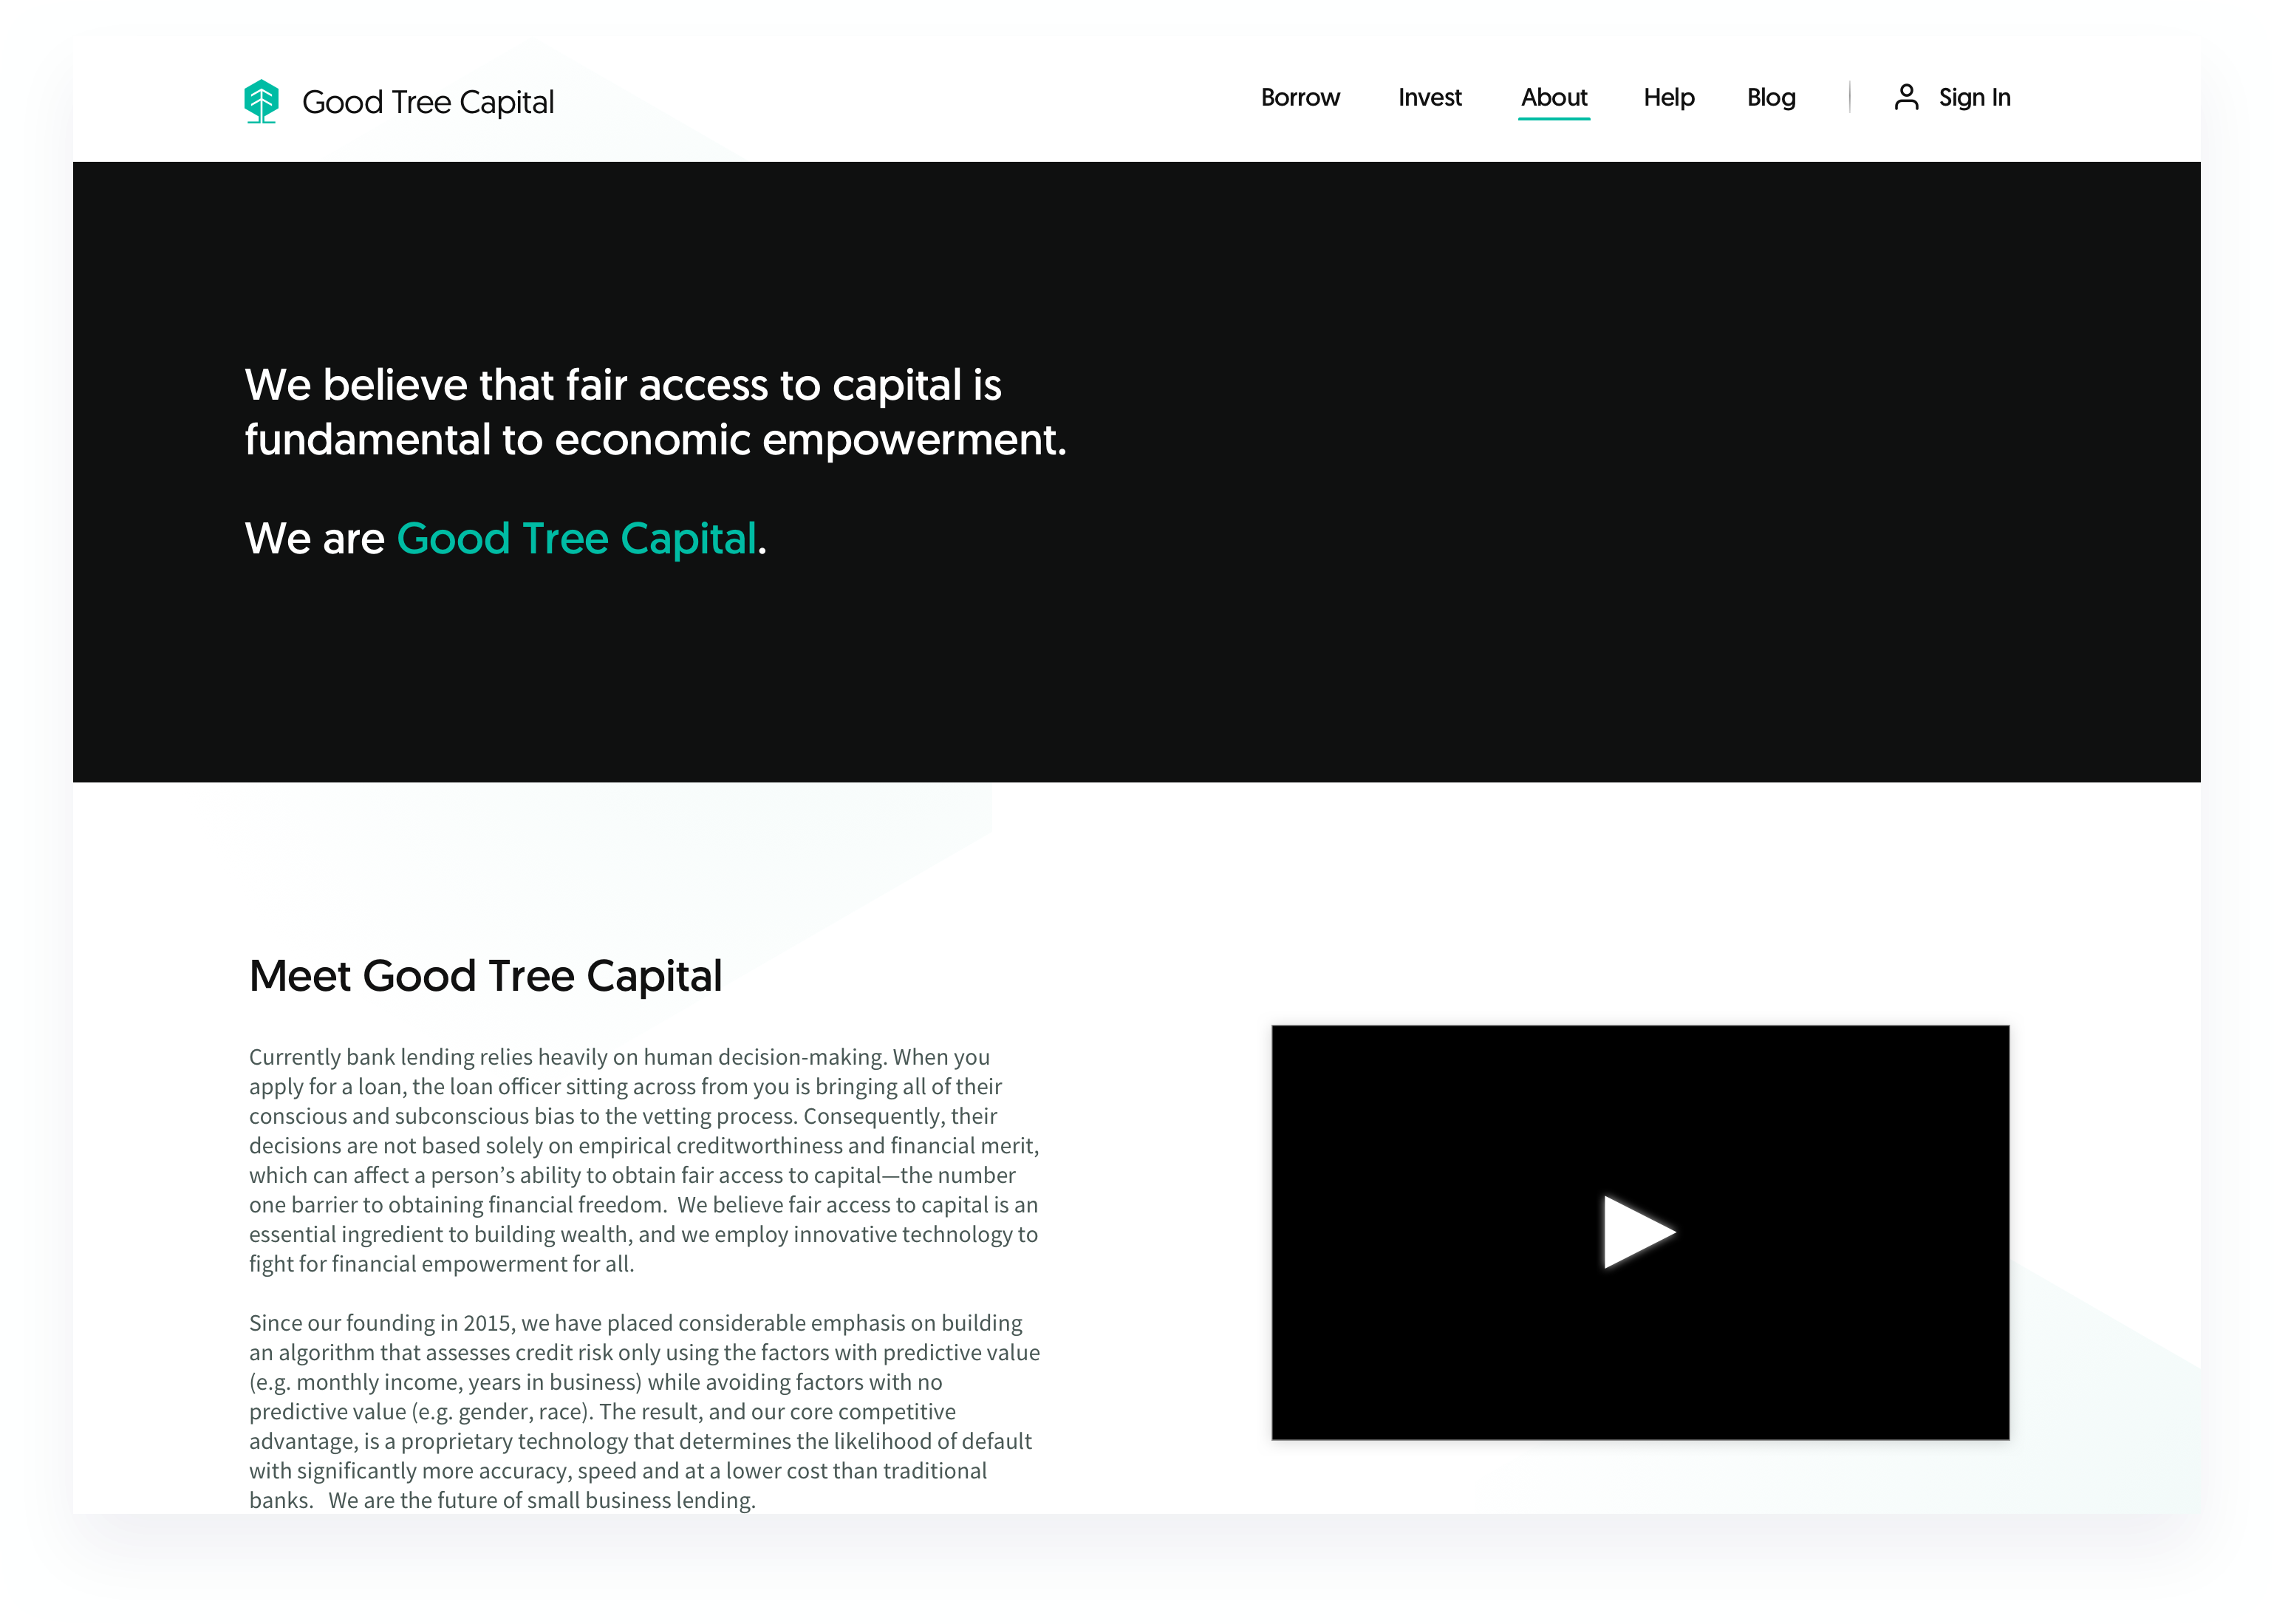 Good Tree Capital
Borrow Invest About Help Blog Sign In
We believe that fair access to capital is
fundamental to economic empowerment.
We are Good Tree Capital.
Meet Good Tree Capital
Currently bank lending relies heavily on human decision-making. When you
apply for a loan, the loan officer sitting across from you is bringing all of their
conscious and subconscious bias to the vetting process. Consequently, their
decisions are not based solely on empirical creditworthiness and financial merit,
which can affect a person’s ability to obtain fair access to capital—the number
one barrier to obtaining financial freedom.  We believe fair access to capital is an
essential ingredient to building wealth, and we employ innovative technology to
fight for financial empowerment for all.
Since our founding in 2015, we have placed considerable emphasis on building
an algorithm that assesses credit risk only using the factors with predictive value
(e.g. monthly income, years in business) while avoiding factors with no
predictive value (e.g. gender, race). The result, and our core competitive
advantage, is a proprietary technology that determines the likelihood of default
with significantly more accuracy, speed and at a lower cost than traditional
banks.   We are the future of small business lending.